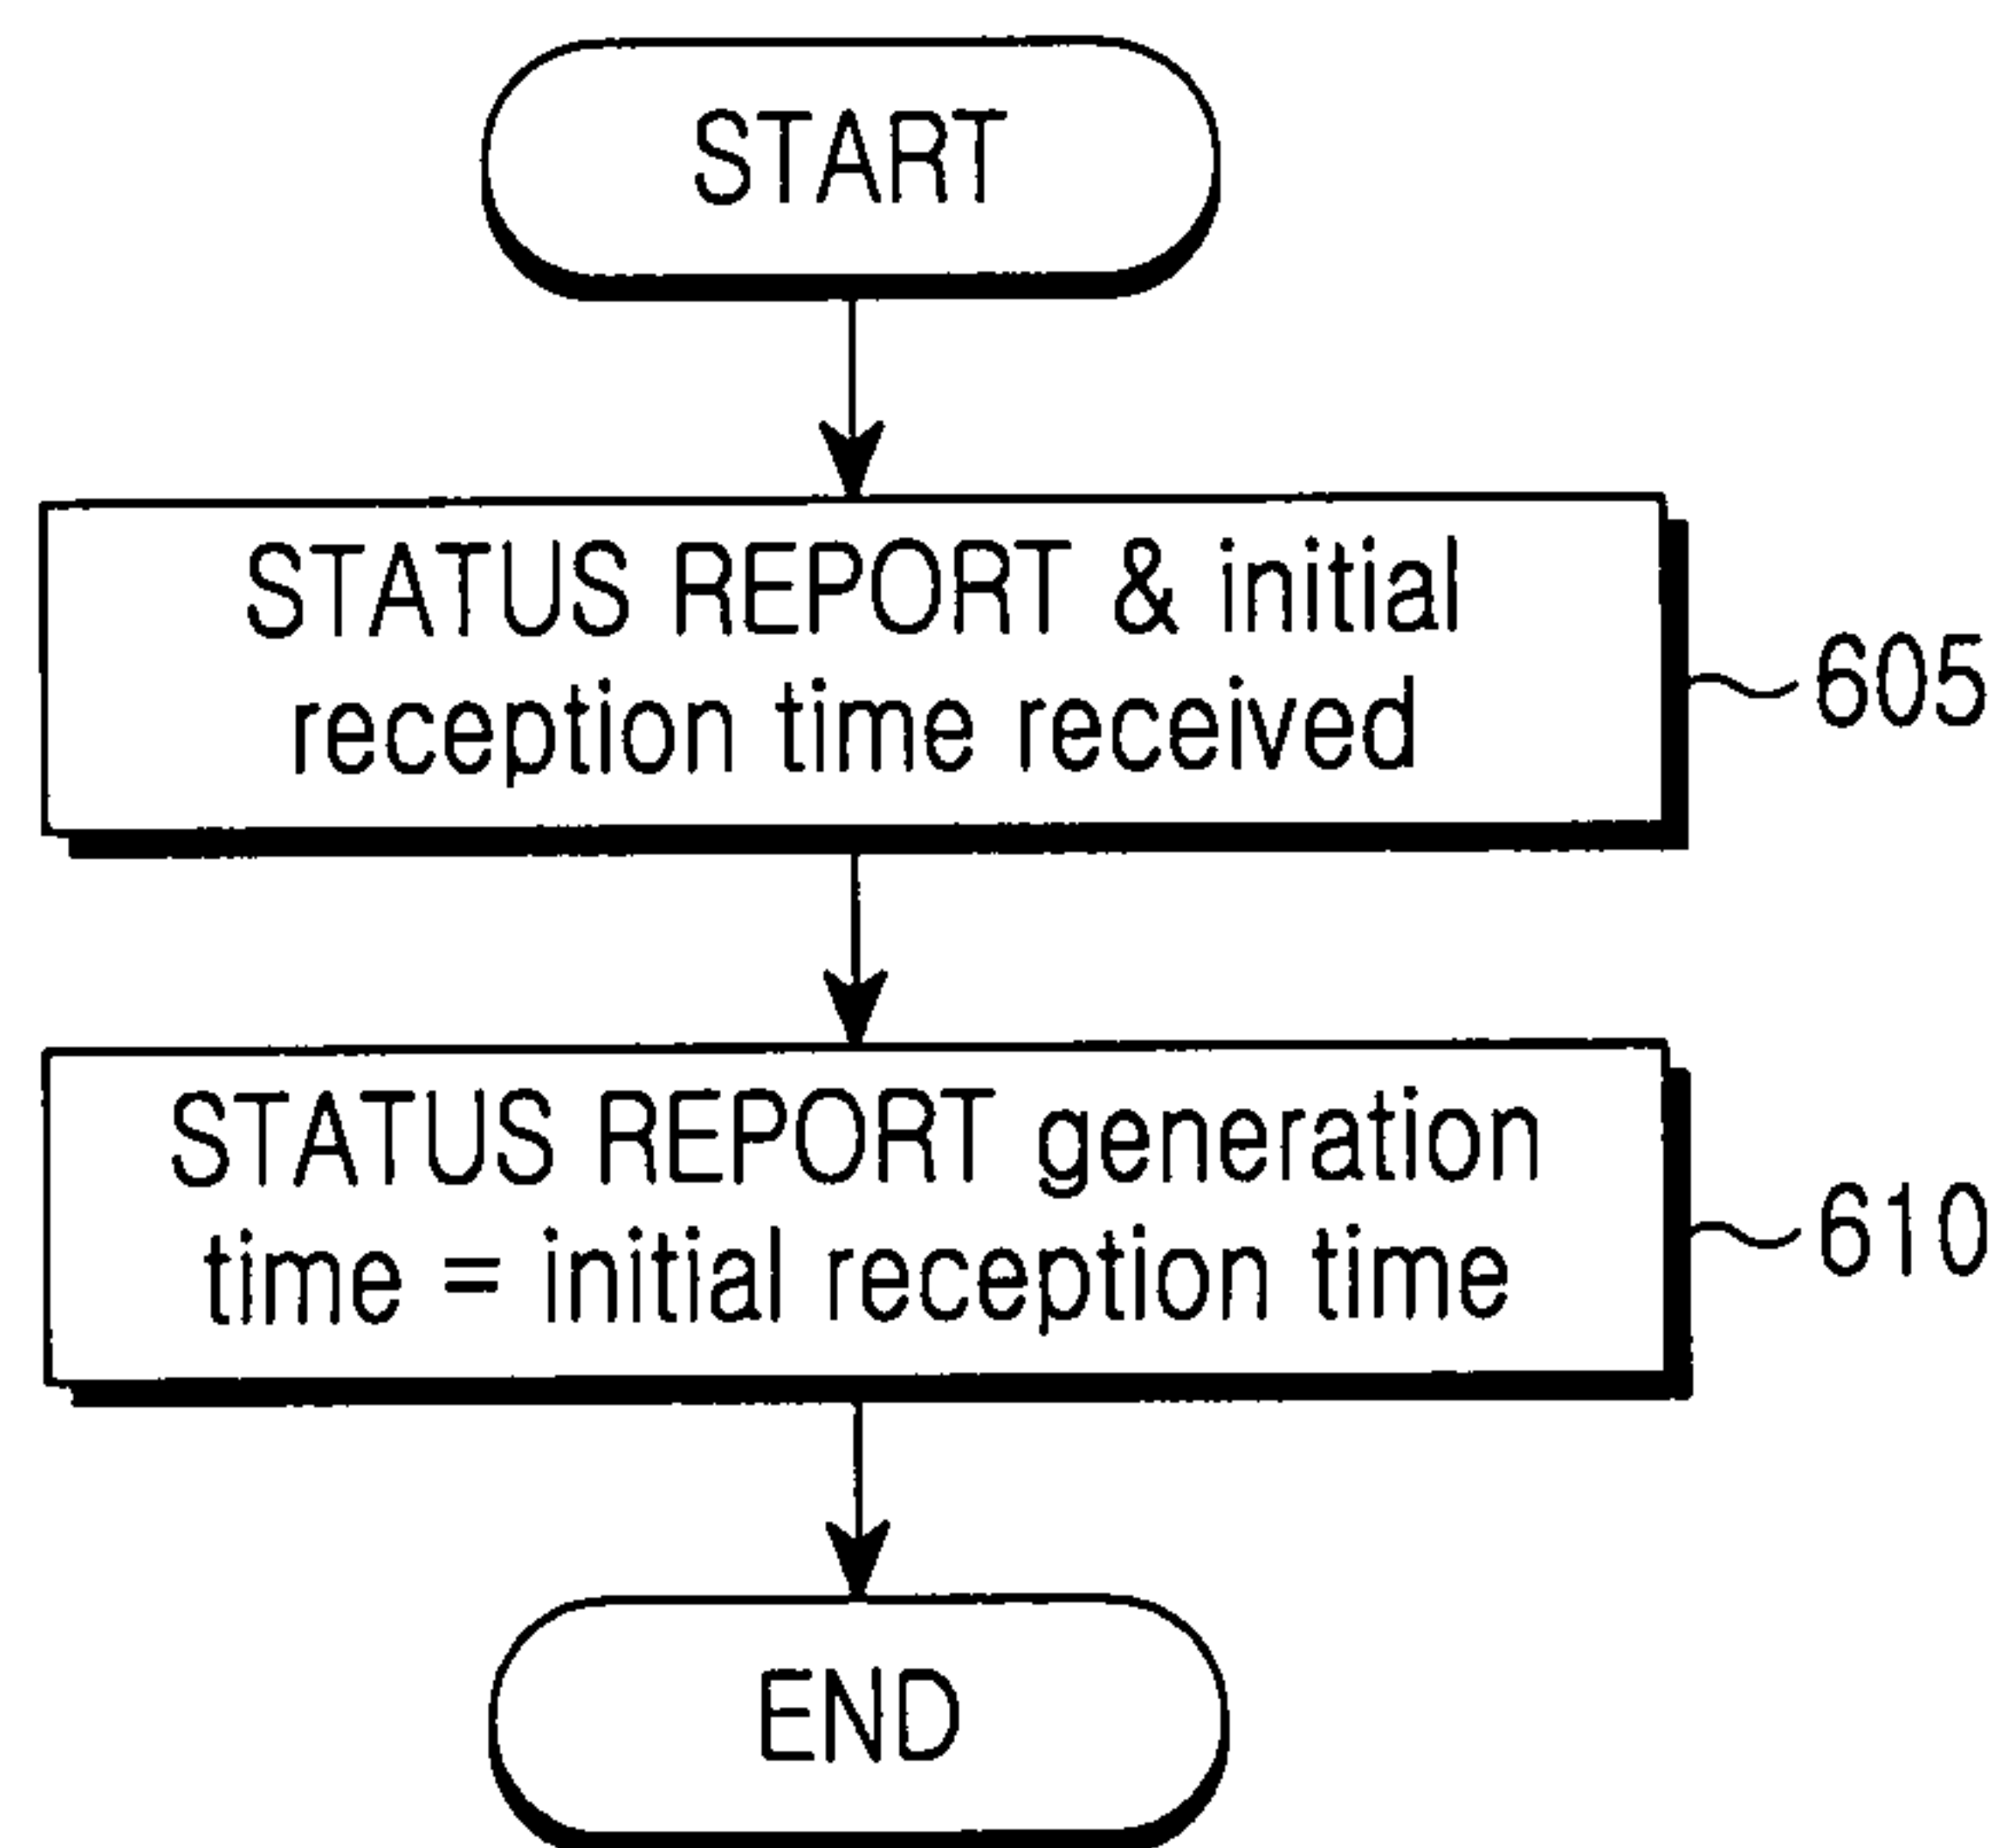 START
STATUS REPORT & initial
reception time received
605
STATUS REPORT generation
time = initial reception time
610
END